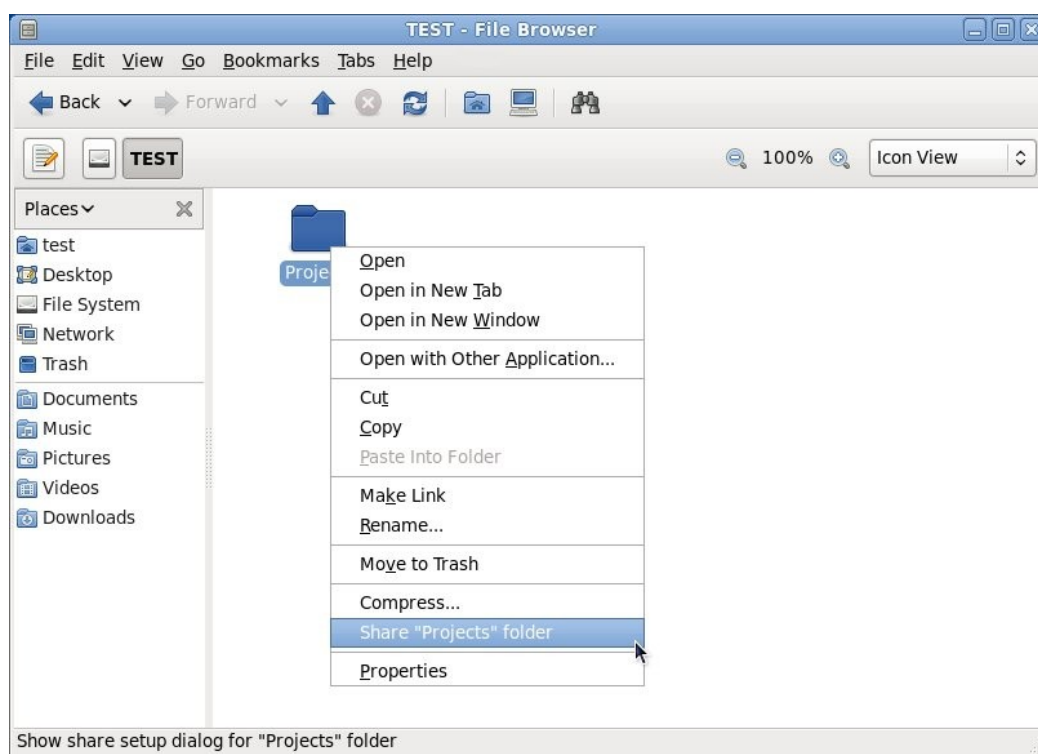 TEST - File Browser
File Edit View Go Bookmarks Tabs Help
Back Forward
TEST 100% Icon View
Places
test
Desktop
File System
Network
Trash
Documents
Music
Pictures
Videos
Downloads
Proje
Open
Open in New Tab
Open in New Window
Open with Other Application...
Cut
Copy
Paste Into Folder
Make Link
Rename...
Move to Trash
Compress...
Share "Projects" folder
Properties
Show share setup dialog for "Projects" folder